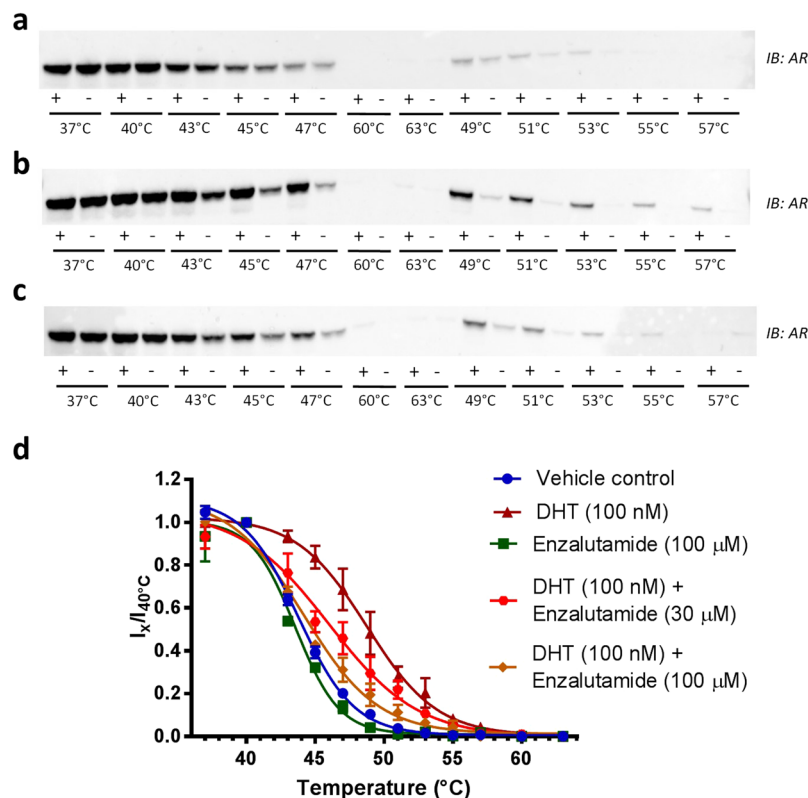 a
IB: AR
+ - + - + - + - + - + - + - + - + - + - + - + -
37°C 40°C 43°C 45°C 47°C 60°C 63°C 49°C 51°C 53°C 55°C 57°C
b
IB: AR
+ - + - + - + - + - + - + - + - + - + - + - + -
37°C 40°C 43°C 45°C 47°C 60°C 63°C 49°C 51°C 53°C 55°C 57°C
c
IB: AR
+ - + - + - + - + - + - + - + - + - + - + - + -
37°C 40°C 43°C 45°C 47°C 60°C 63°C 49°C 51°C 53°C 55°C 57°C
d
Iₓ/I₄₀°C
1.2
1.0
0.8
0.6
0.4
0.2
0.0
40 45 50 55 60
Temperature (°C)
Vehicle control
DHT (100 nM)
Enzalutamide (100 μM)
DHT (100 nM) +
Enzalutamide (30 μM)
DHT (100 nM) +
Enzalutamide (100 μM)